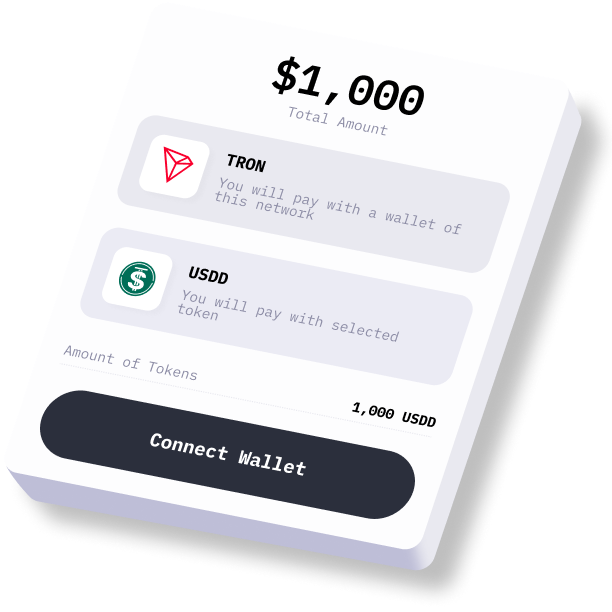 $1,000
Total Amount
TRON
You will pay with a wallet of
this network
USDD
You will pay with selected
token
Amount of Tokens
1,000 USDD
Connect Wallet